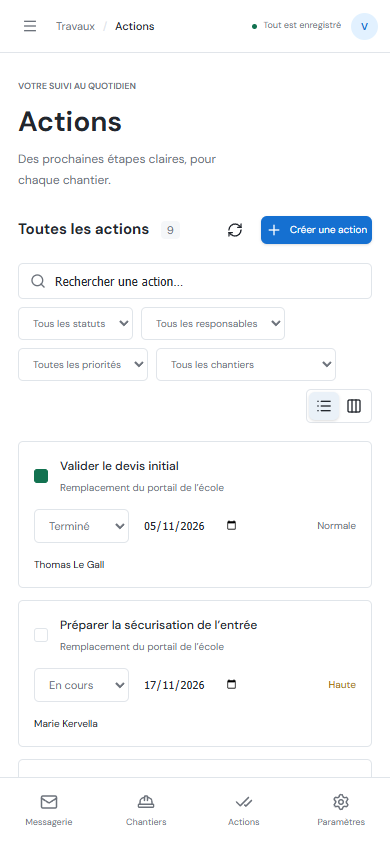 Travaux / Actions
Tout est enregistré
V
VOTRE SUIVI AU QUOTIDIEN
Actions
Des prochaines étapes claires, pour
chaque chantier.
Toutes les actions 9
Créer une action
Rechercher une action...
Tous les statuts
Tous les responsables
Toutes les priorités
Tous les chantiers
Valider le devis initial
Remplacement du portail de l'école
Terminé
05/11/2026
Normale
Thomas Le Gall
Préparer la sécurisation de l'entrée
Remplacement du portail de l'école
En cours
17/11/2026
Haute
Marie Kervella
Messagerie
Chantiers
Actions
Paramètres